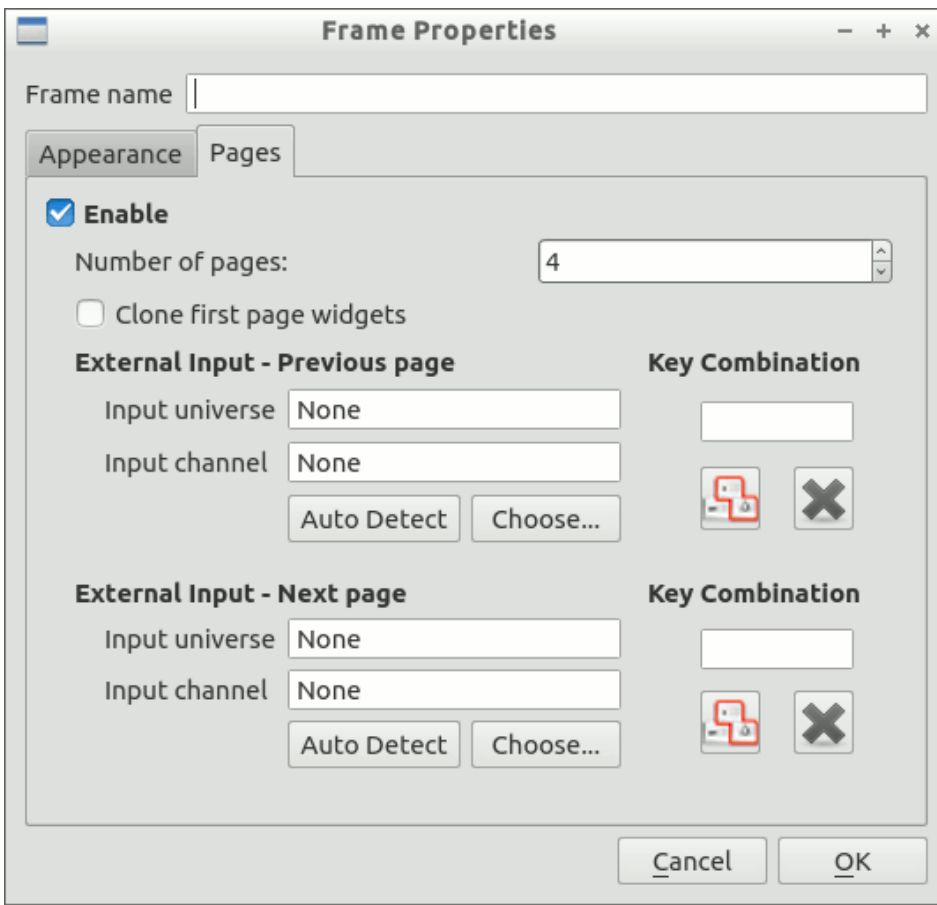 Frame Properties
Frame name
Appearance Pages
Enable
Number of pages: 4
Clone first page widgets
External Input - Previous page Key Combination
Input universe None
Input channel None
Auto Detect Choose...
External Input - Next page Key Combination
Input universe None
Input channel None
Auto Detect Choose...
Cancel OK